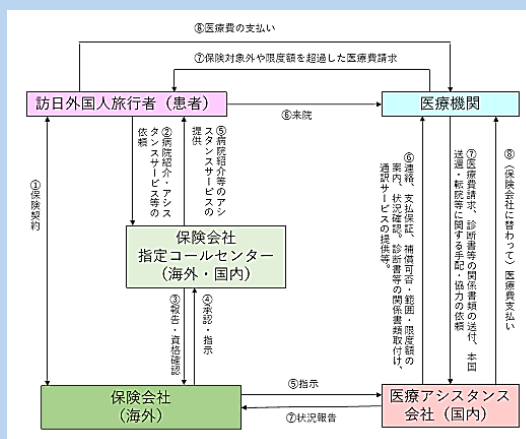 ⑧医療費の支払い
⑦保険対象外や限度額を超過した医療費請求
訪日外国人旅行者（患者）
医療機関
⑥来院
①保険契約
②病院紹介・アシス
タンスサービス等の
依頼
⑤病院紹介等のアシ
スタンスサービスの
提供
⑥連絡、支払保証、補償可否・範囲・限度額の
案内、状況確認。診断書等の関係書類取付け、
通訳サービスの提供等。
⑦医療費請求、診断書等の関係書類の送付、本国
送還・転院等に関する手配・協力の依頼
⑧（保険会社に替わって）医療費支払い
保険会社
指定コールセンター
（海外・国内）
③報告・資格確認
④承認・指示
保険会社
（海外）
⑤指示
⑦状況報告
医療アシスタンス
会社（国内）